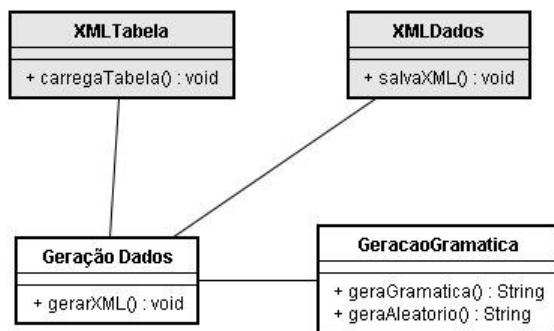 XMLTabela
+ carregaTabela() : void
XMLDados
+ salvaXML() : void
Geração Dados
+ gerarXML() : void
GeracaoGramatica
+ geraGramatica() : String
+ geraAleatorio() : String